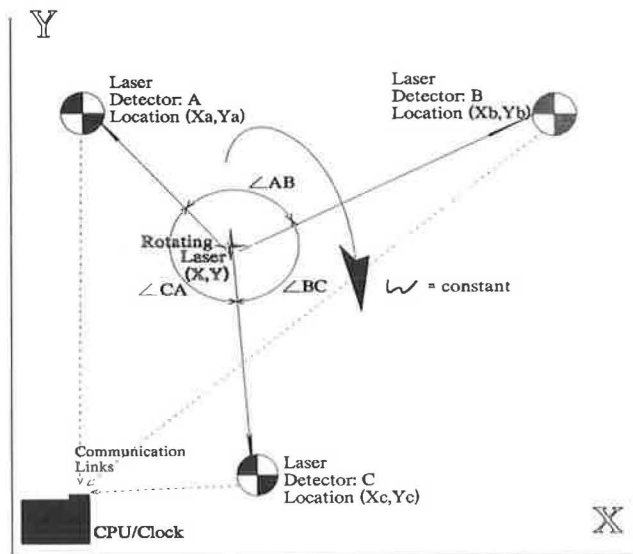 Y
Laser
Detector: A
Location (Xa,Ya)
Laser
Detector: B
Location (Xb,Yb)
∠AB
Rotating
Laser
(X,Y)
∠CA
∠BC
ω = constant
Communication
Links
Laser
Detector: C
Location (Xc,Yc)
CPU/Clock
X